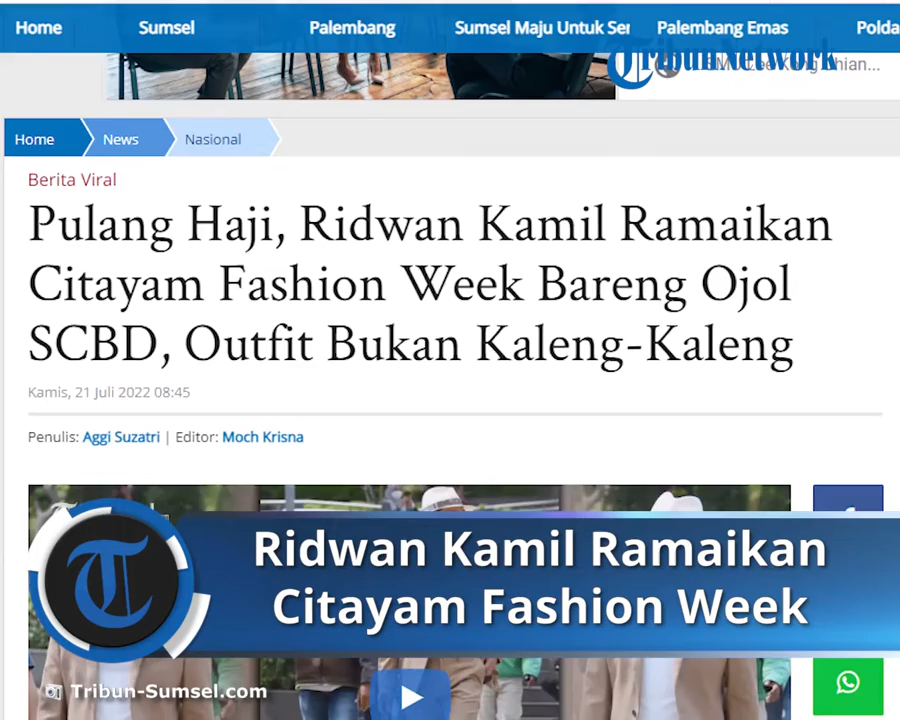 Home Sumsel Palembang Sumsel Maju Untuk Ser Palembang Emas Polda
TribunNetwork
Home News Nasional
Berita Viral
Pulang Haji, Ridwan Kamil Ramaikan
Citayam Fashion Week Bareng Ojol
SCBD, Outfit Bukan Kaleng-Kaleng
Kamis, 21 Juli 2022 08:45
Penulis: Aggi Suzatri | Editor: Moch Krisna
Ridwan Kamil Ramaikan
Citayam Fashion Week
Tribun-Sumsel.com